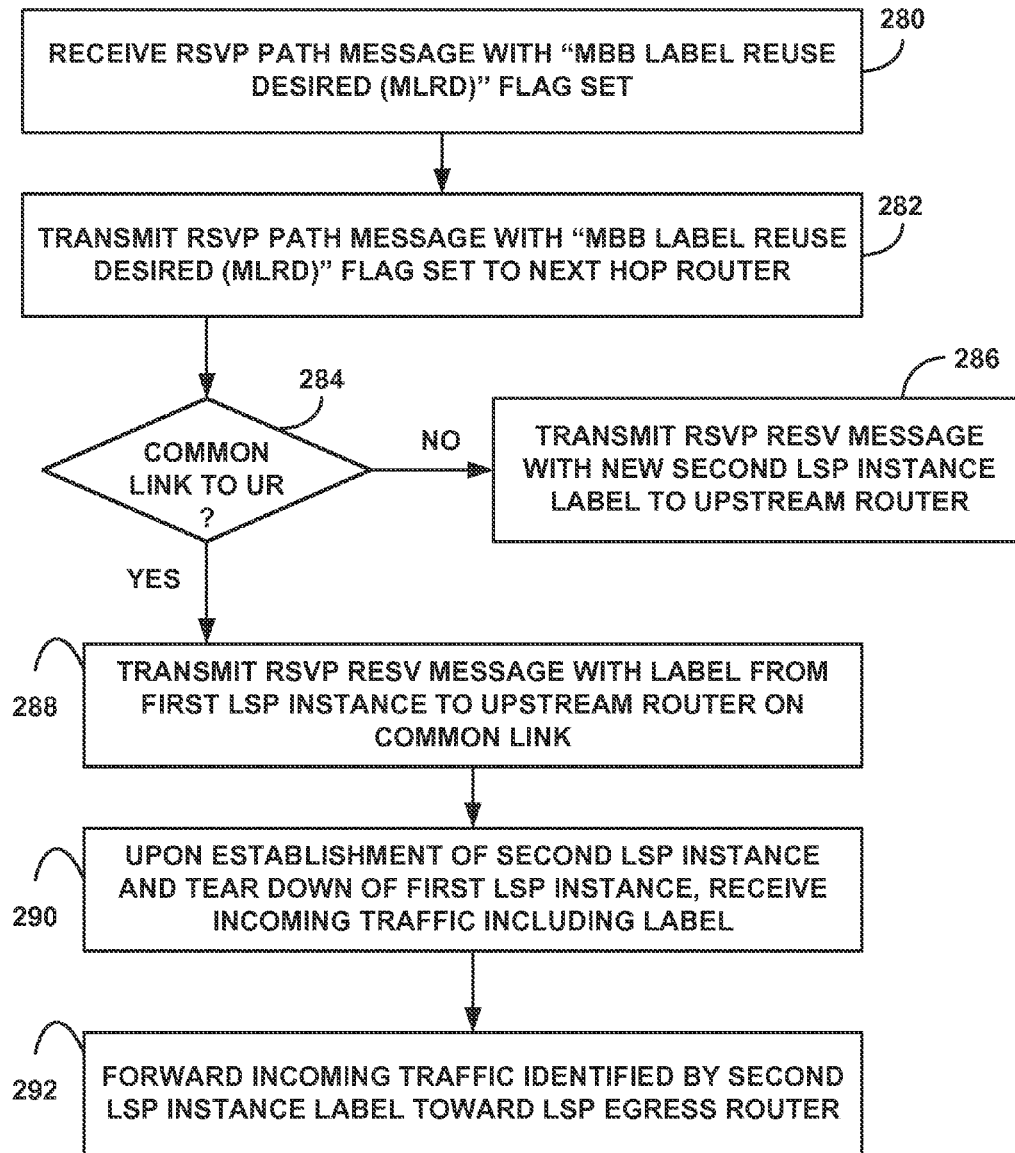 280
RECEIVE RSVP PATH MESSAGE WITH “MBB LABEL REUSE
DESIRED (MLRD)” FLAG SET
282
TRANSMIT RSVP PATH MESSAGE WITH “MBB LABEL REUSE
DESIRED (MLRD)” FLAG SET TO NEXT HOP ROUTER
284
COMMON
LINK TO UR
?
NO
YES
286
TRANSMIT RSVP RESV MESSAGE
WITH NEW SECOND LSP INSTANCE
LABEL TO UPSTREAM ROUTER
288
TRANSMIT RSVP RESV MESSAGE WITH LABEL FROM
FIRST LSP INSTANCE TO UPSTREAM ROUTER ON
COMMON LINK
290
UPON ESTABLISHMENT OF SECOND LSP INSTANCE
AND TEAR DOWN OF FIRST LSP INSTANCE, RECEIVE
INCOMING TRAFFIC INCLUDING LABEL
292
FORWARD INCOMING TRAFFIC IDENTIFIED BY SECOND
LSP INSTANCE LABEL TOWARD LSP EGRESS ROUTER